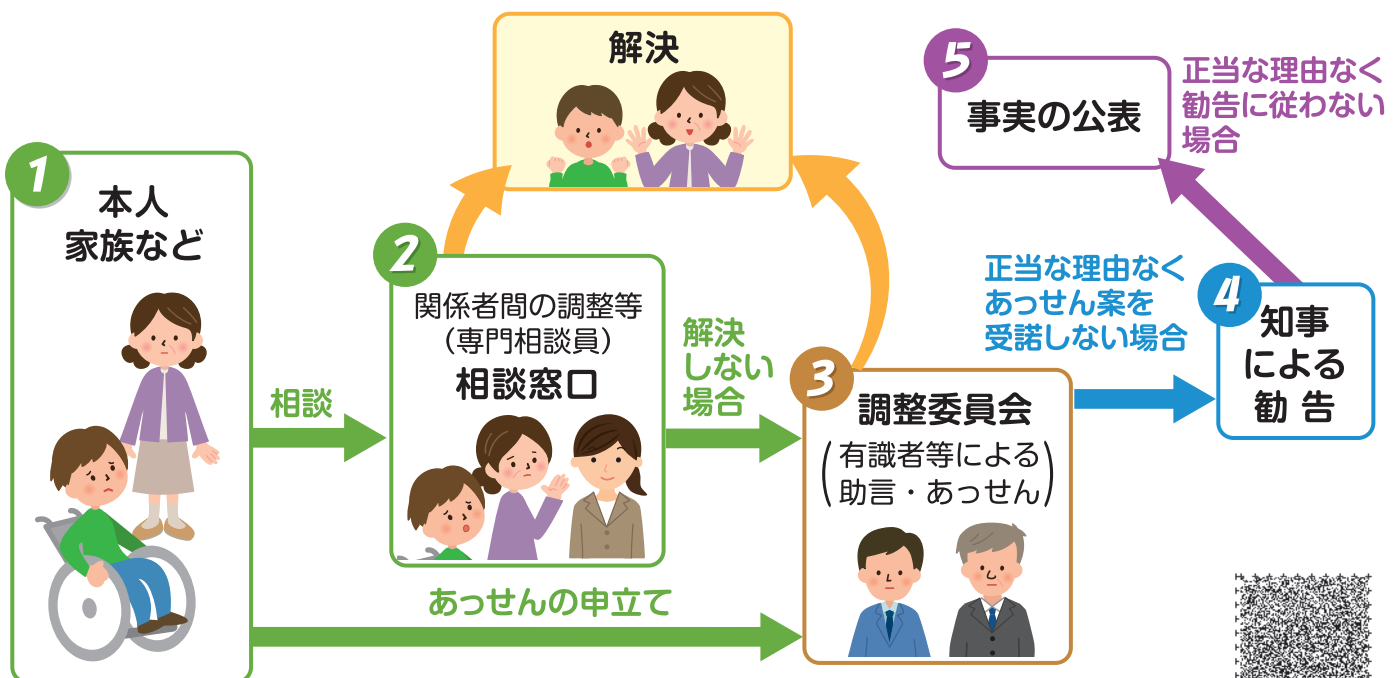 1
本人
家族など
相談
2
関係者間の調整等
（専門相談員）
相談窓口
解決
解決
しない
場合
あっせんの申立て
3
調整委員会
(有識者等による
助言・あっせん)
正当な理由なく
あっせん案を
受諾しない場合
4
知事
による
勧 告
5
事実の公表
正当な理由なく
勧告に従わない
場合